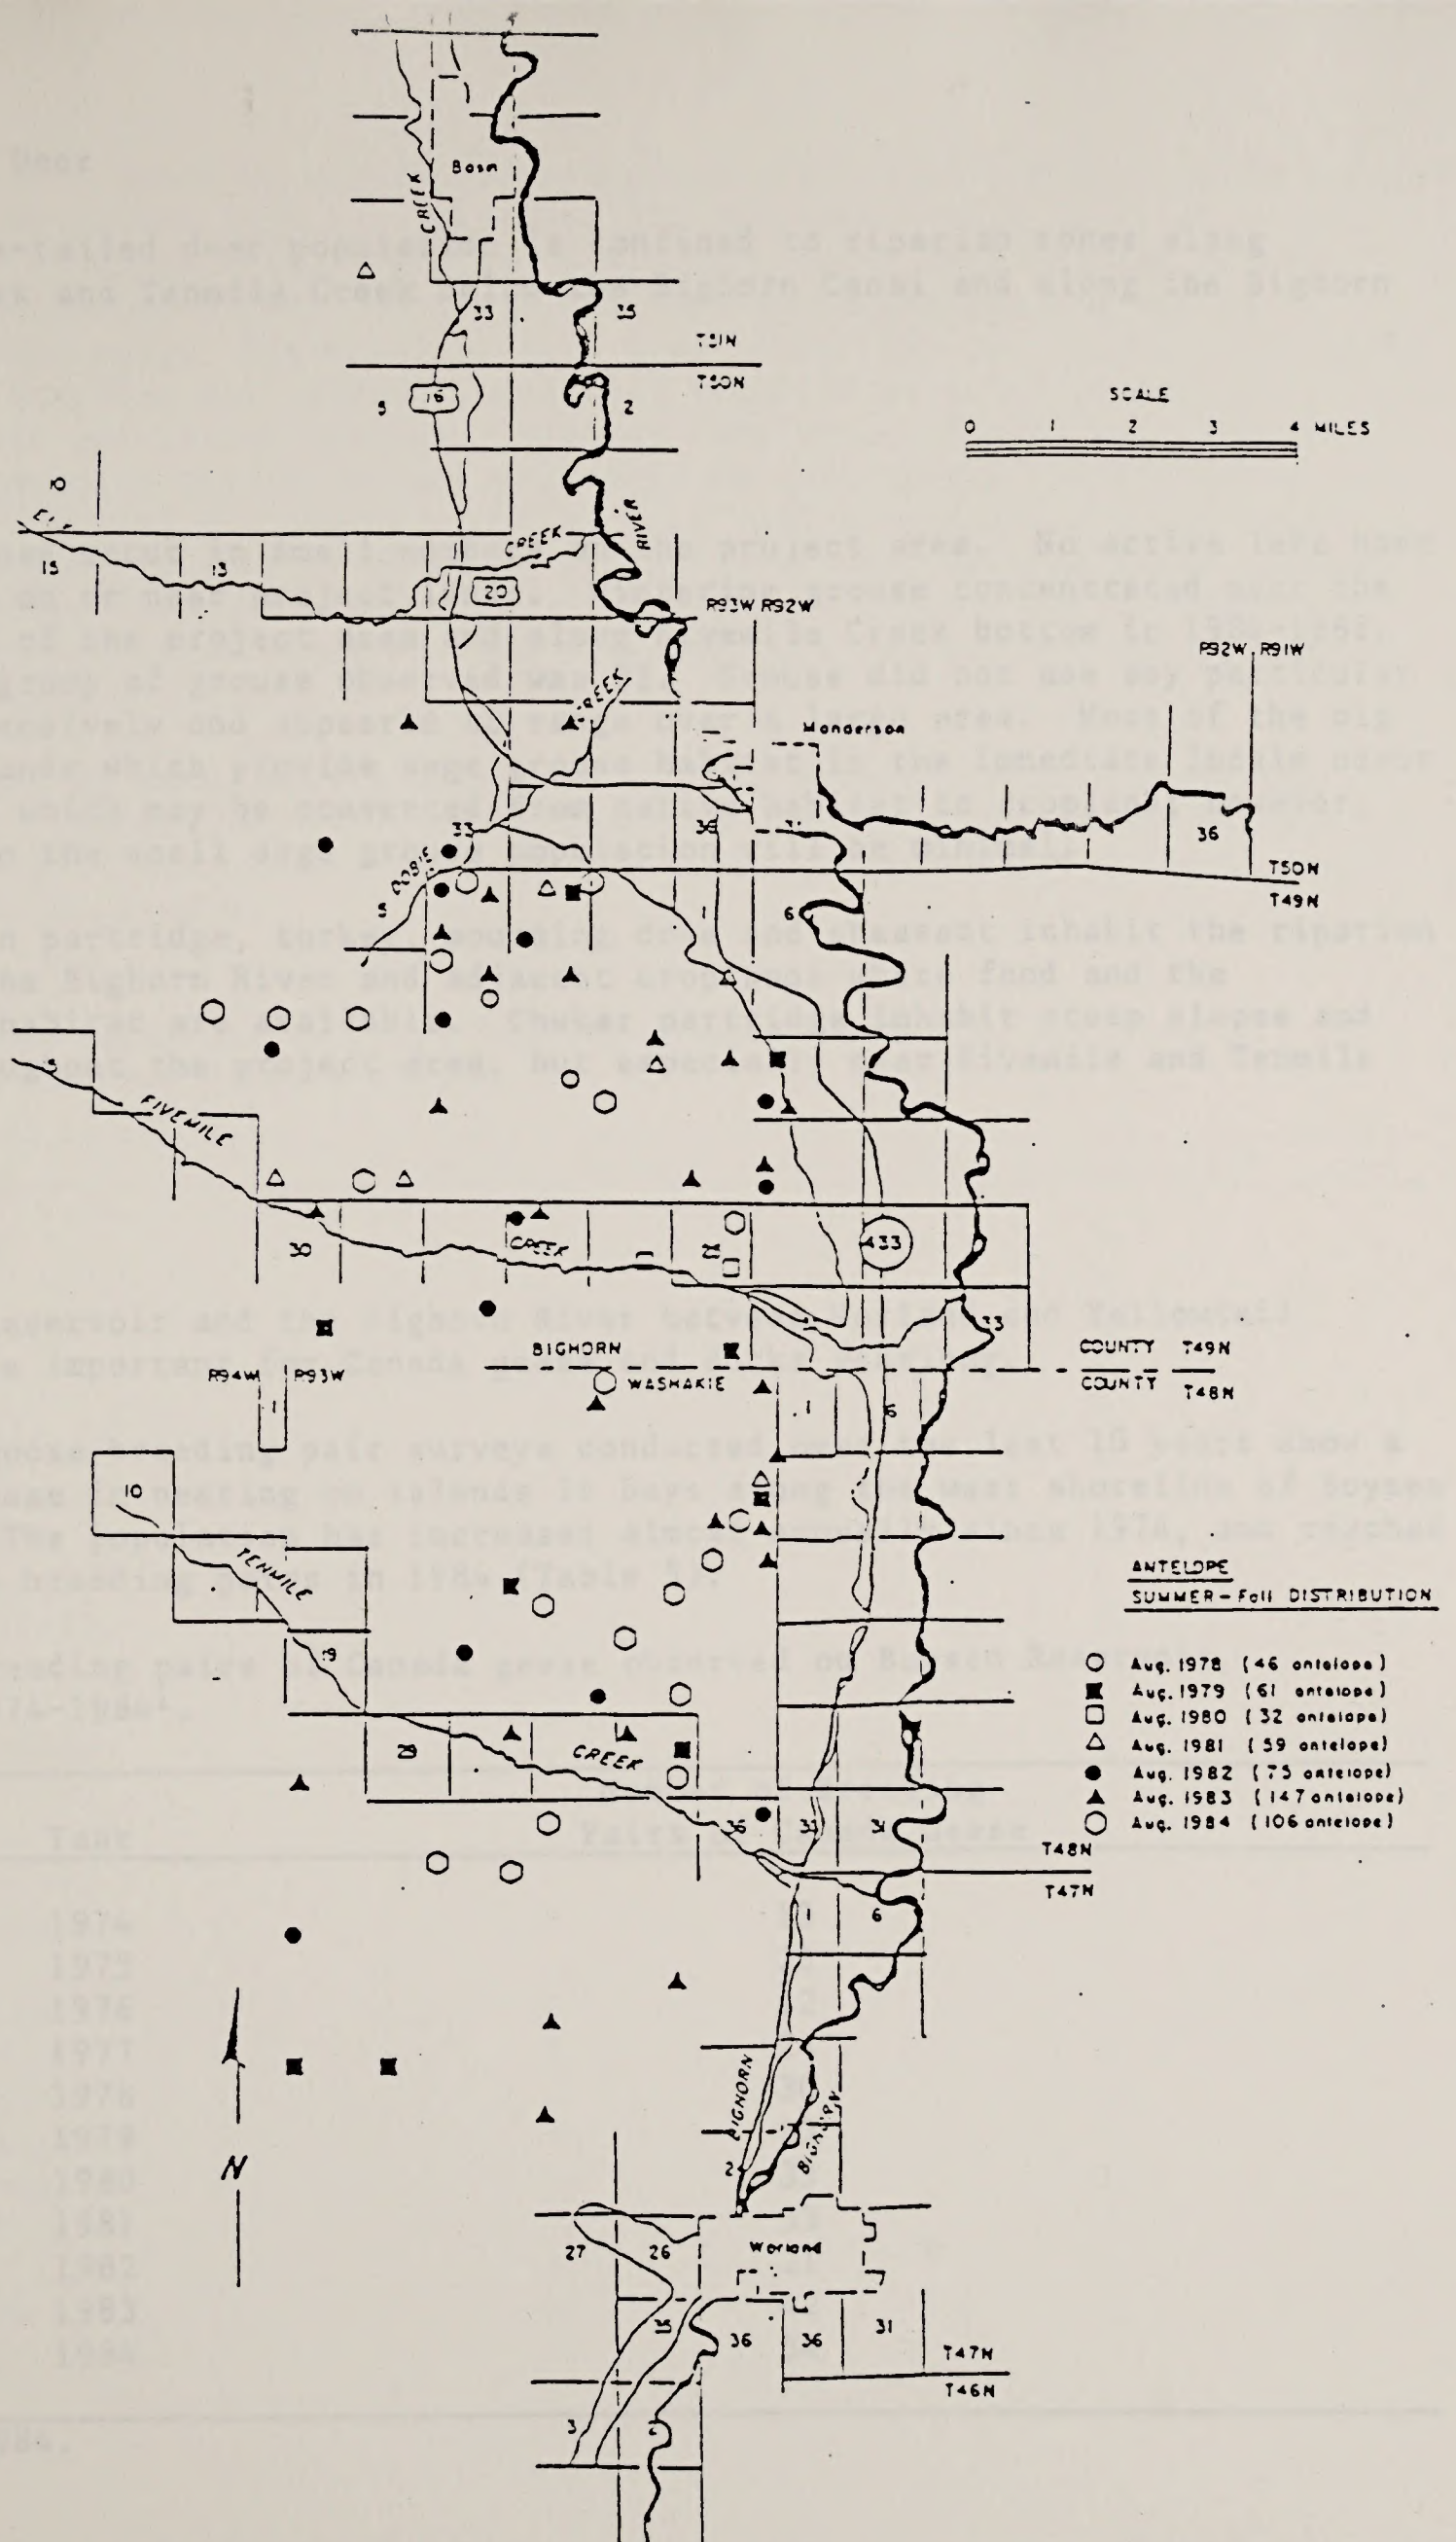 Basin
CREEK
33
35
T51N
T50N
5
16
2
SCALE
0 1 2 3 4 MILES
10
CREEK
RIVER
15
13
20
R93W R92W
R92W R91W
CREEK
Manderson
33
36
31
36
DOBIE
T50N
T49N
5
1
6
FIVEMILE
30
CREEK
433
33
BIGHORN
COUNTY T49N
WASHAKIE
COUNTY T48N
R94W R93W
1
1
6
10
TENMILE
ANTELOPE
SUMMER-Fall DISTRIBUTION
19
Aug. 1978 (46 antelope)
Aug. 1979 (61 antelope)
Aug. 1980 (32 antelope)
Aug. 1981 (59 antelope)
Aug. 1982 (75 antelope)
Aug. 1983 (147 antelope)
Aug. 1984 (106 antelope)
29
CREEK
36
31
T48N
T47N
1
6
BIGHORN
BIGHORN
N
2
27
26
Worland
35
36
36
31
T47N
T46N
3